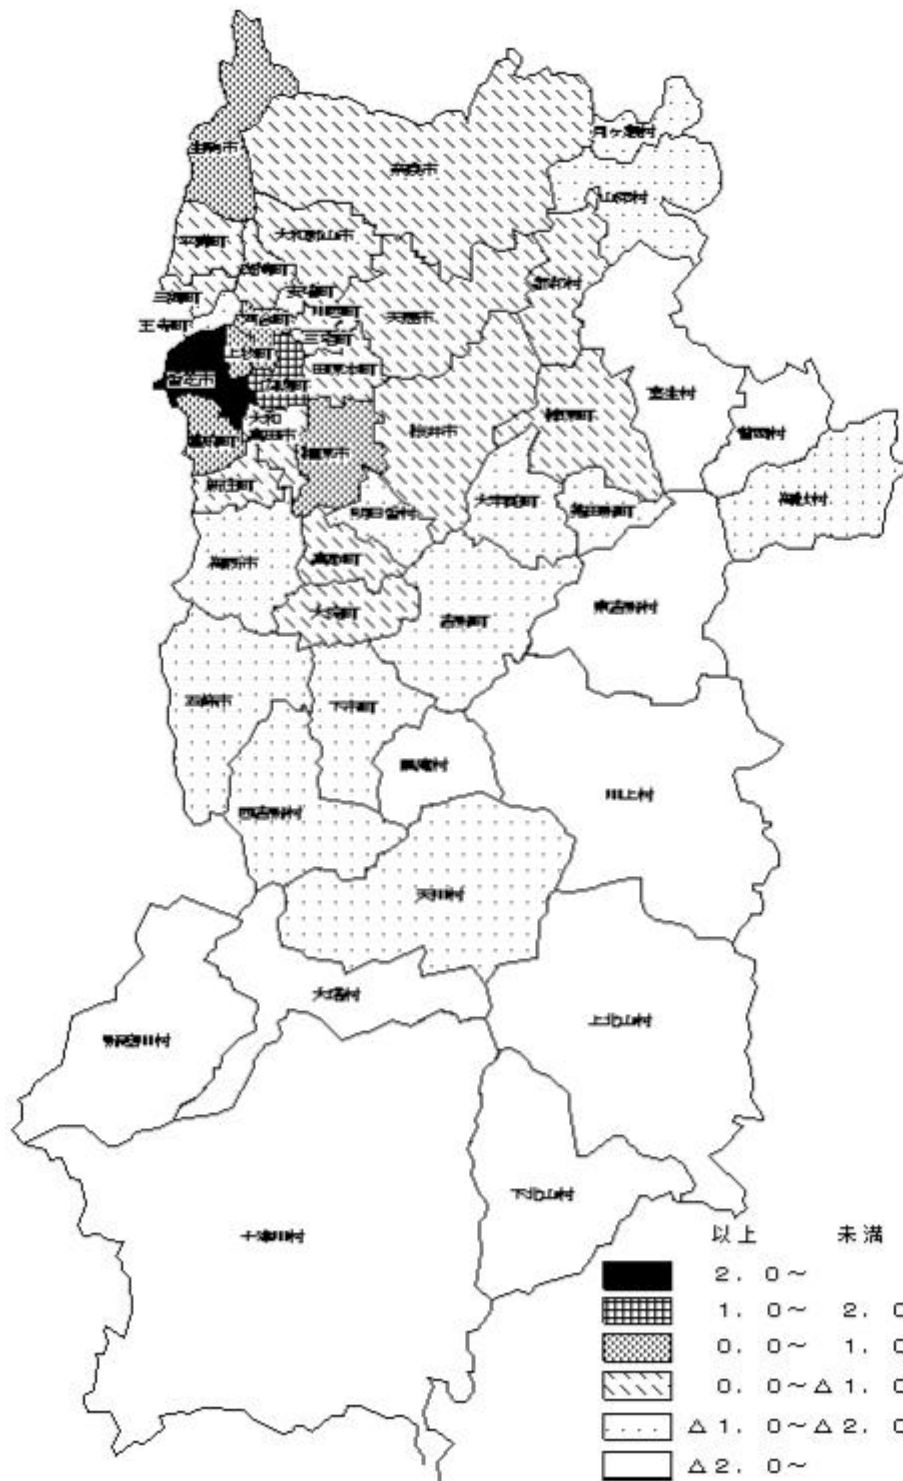 生駒市
奈良市
月ヶ瀬村
山添村
平群町
大和郡山市
都祁村
斑鳩町
安堵町
三郷町
川西町
天理市
王寺町
河合町
三宅町
上牧町
田原本町
室生村
香芝市
広陵町
曽爾村
大和
高田市
桜井市
榛原町
當麻町
橿原市
新庄町
御杖村
明日香村
大宇陀町
菟田野町
御所市
高取町
東吉野村
大淀町
吉野町
五條市
下市町
黒滝村
川上村
西吉野村
天川村
大塔村
上北山村
野迫川村
下北山村
十津川村
以上 未満
2.0～
1.0～ 2.0
0.0～ 1.0
0.0～△1.0
△1.0～△2.0
△2.0～